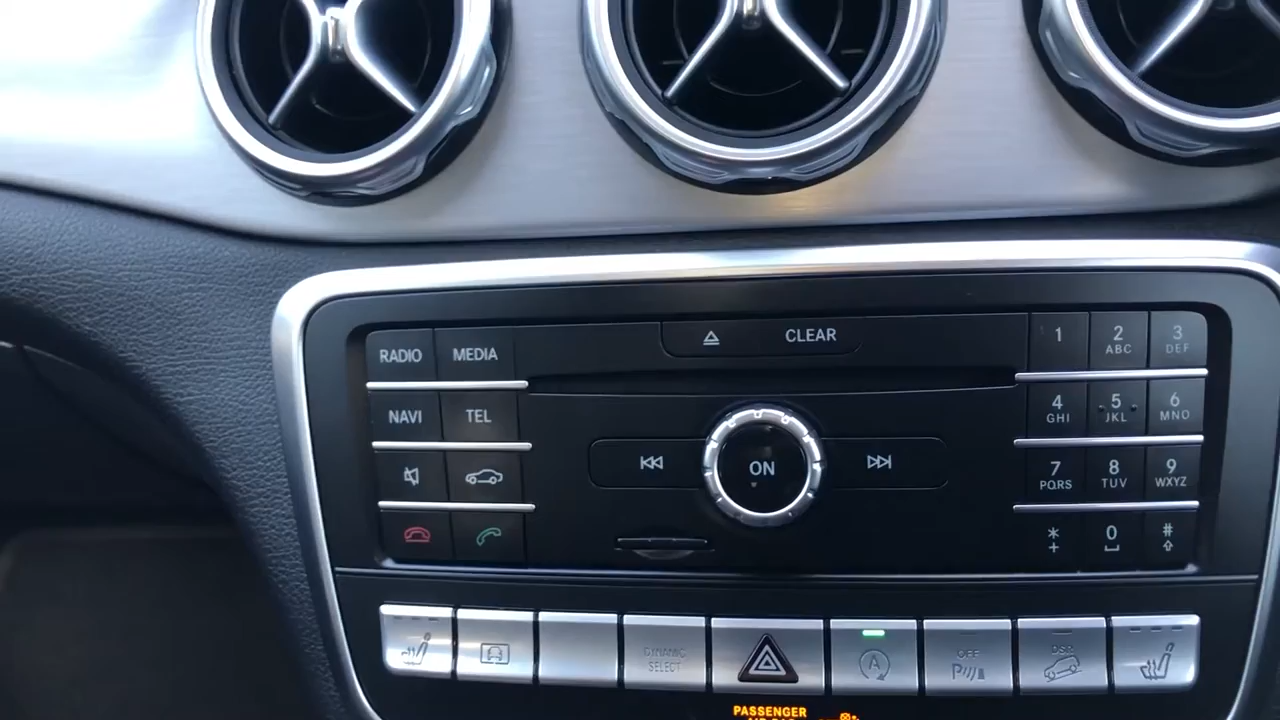 RADIO MEDIA CLEAR 1 2 ABC 3 DEF
NAVI TEL 4 GHI 5 JKL 6 MNO
ON 7 PQRS 8 TUV 9 WXYZ
* + 0 #
DYNAMIC SELECT A OFF P DSR
PASSENGER